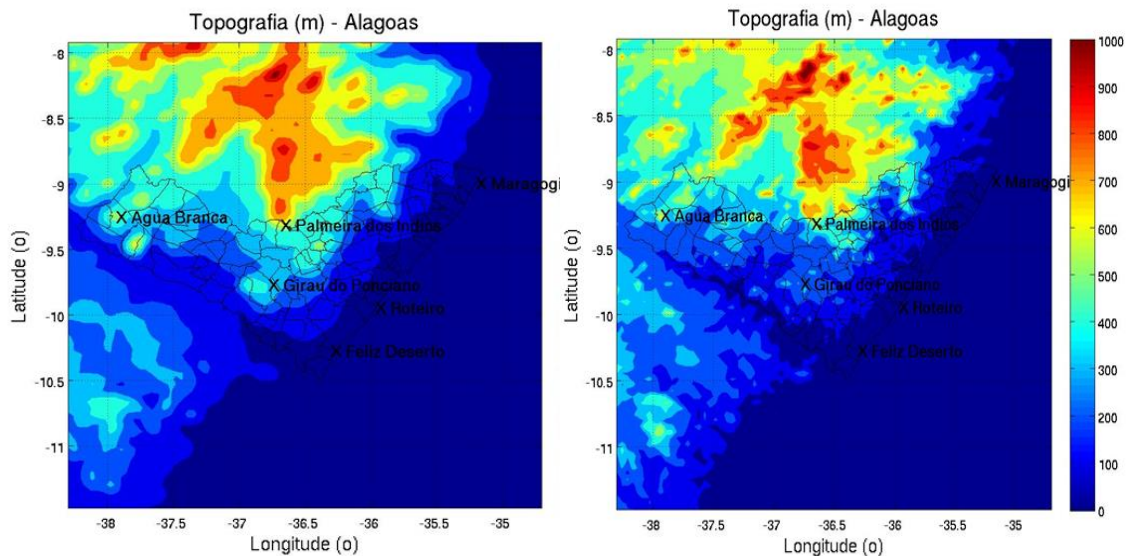 Topografia (m) - Alagoas
-8
-8.5
-9
-9.5
-10
-10.5
-11
Latitude (o)
-38
-37.5
-37
-36.5
-36
-35.5
-35
Longitude (o)
X Maragogi
X Agua Branca
X Palmeira dos Indios
X Girau do Ponciano
X Roteiro
X Feliz Deserto
Topografia (m) - Alagoas
-8
-8.5
-9
-9.5
-10
-10.5
-11
Latitude (o)
-38
-37.5
-37
-36.5
-36
-35.5
-35
Longitude (o)
X Maragogi
X Agua Branca
X Palmeira dos Indios
X Girau do Ponciano
X Roteiro
X Feliz Deserto
1000
900
800
700
600
500
400
300
200
100
0